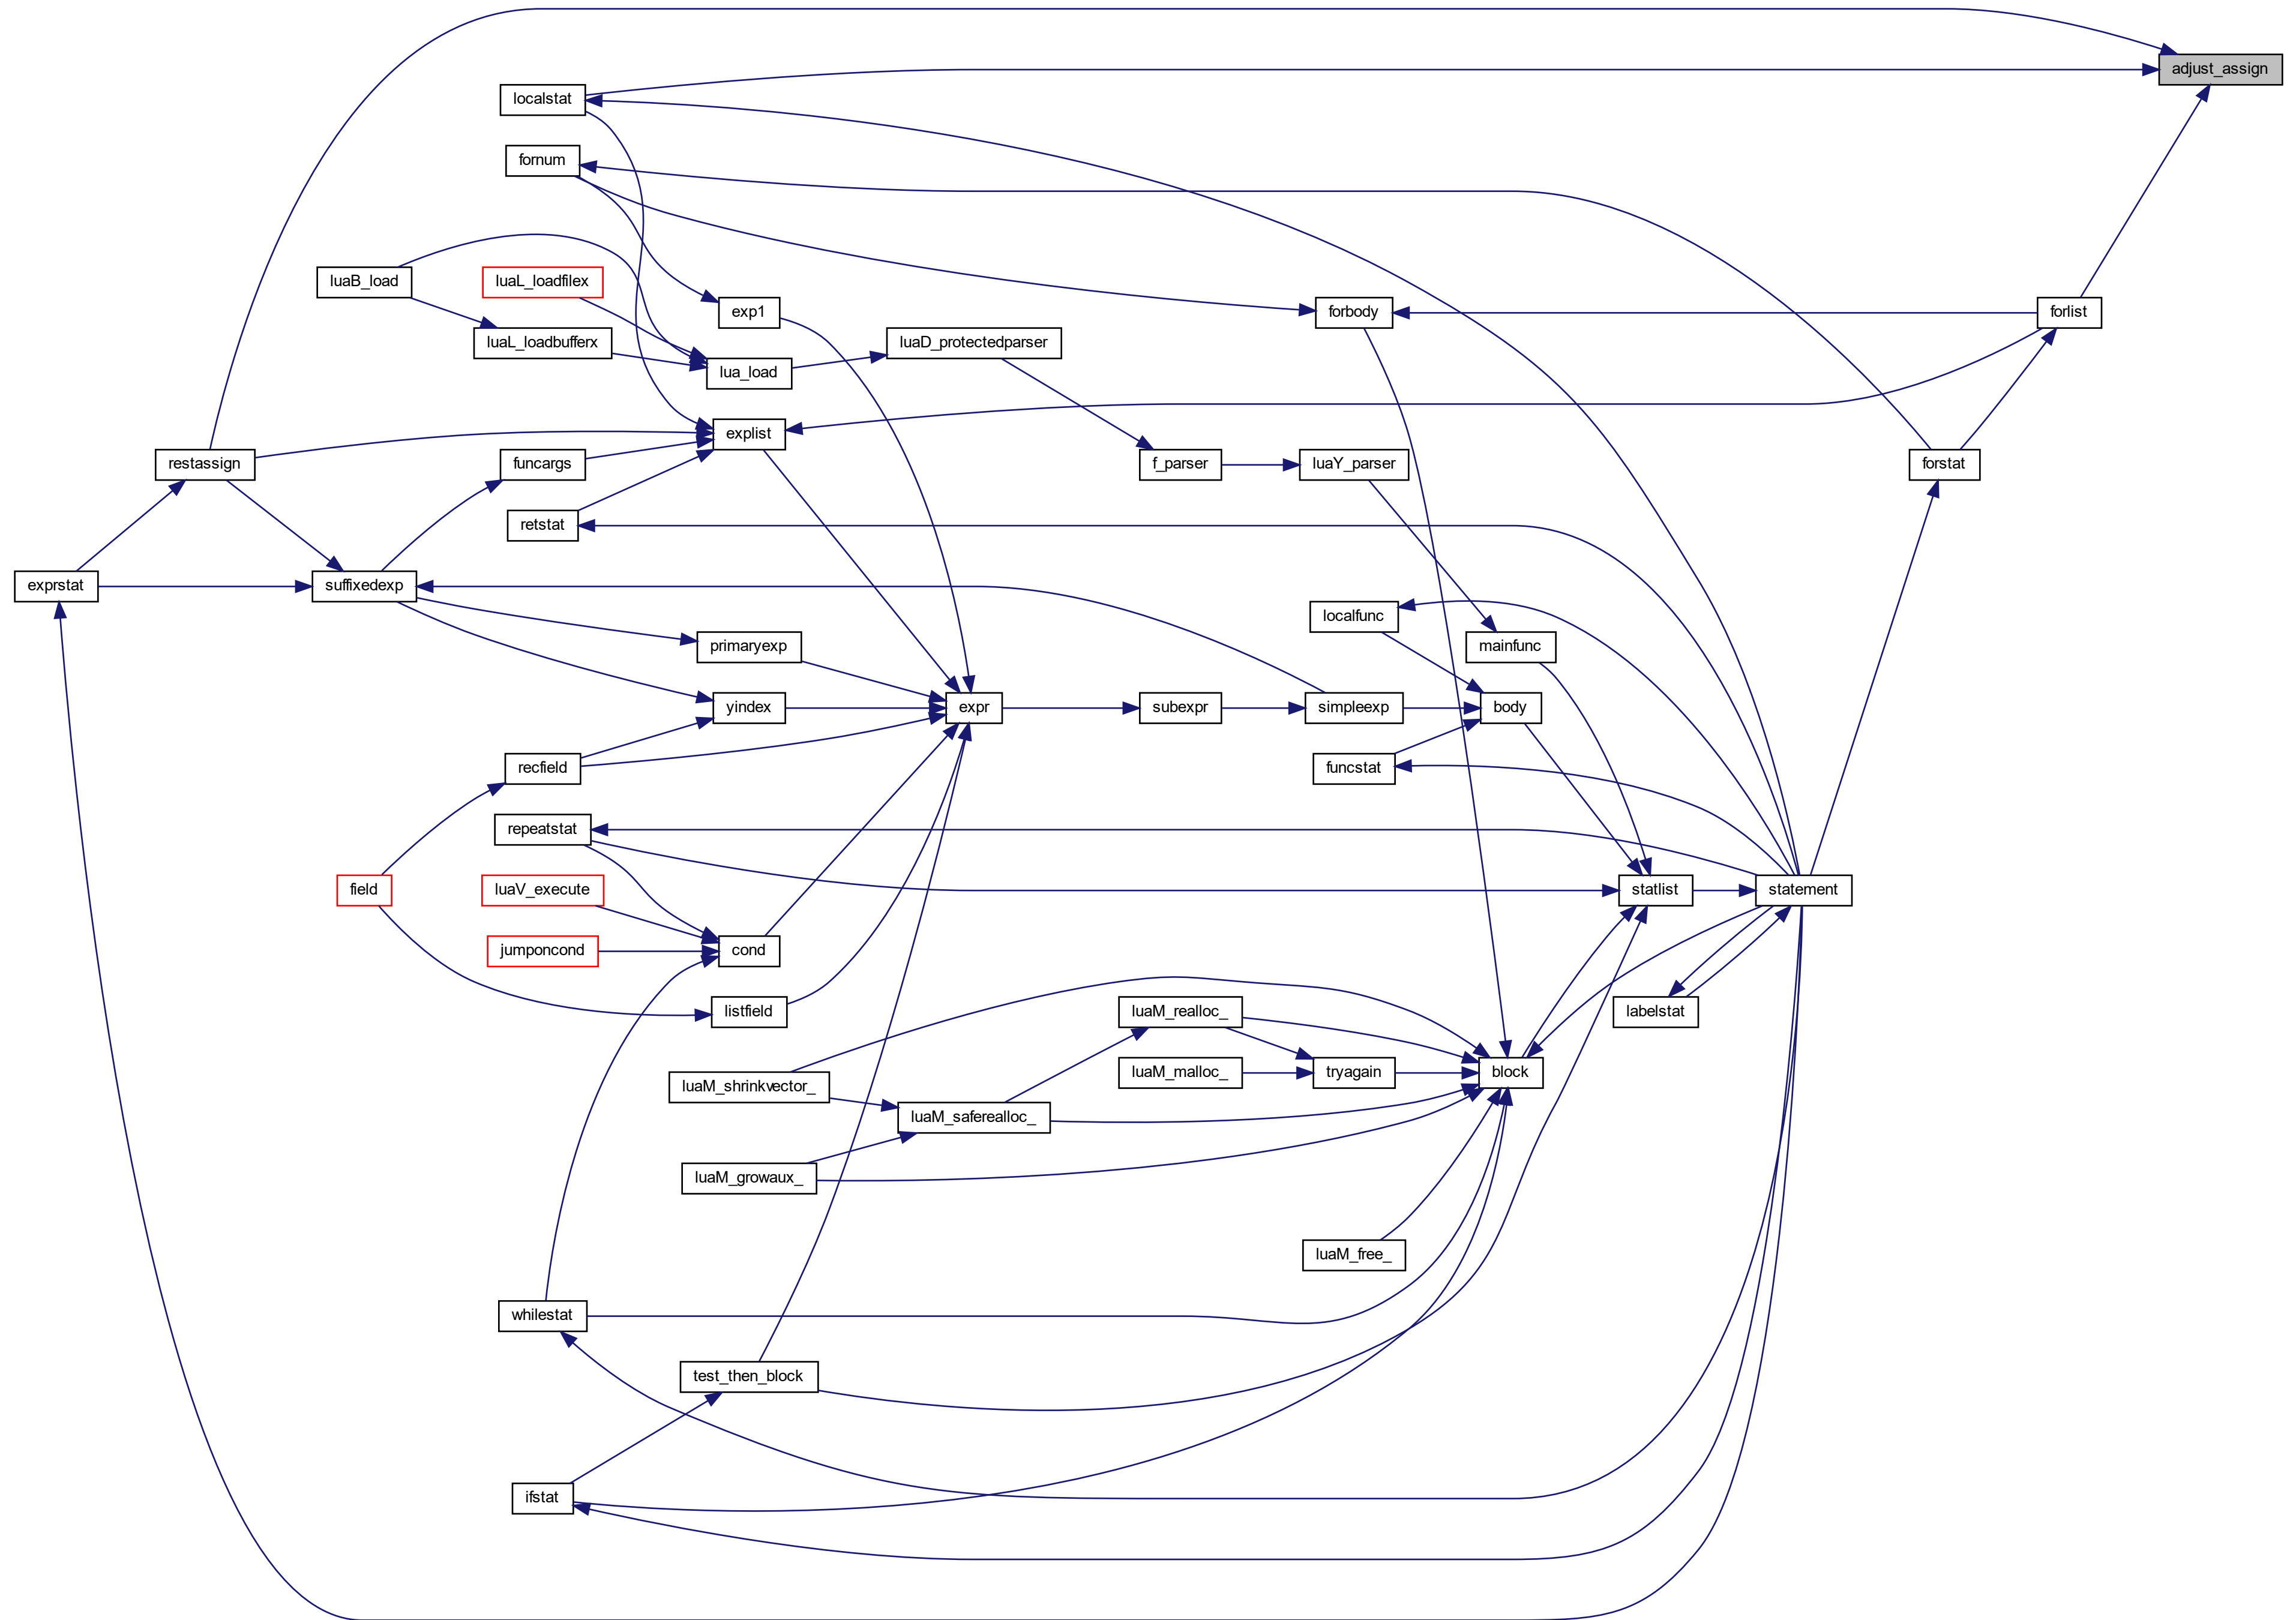 adjust_assign
localstat
fornum
luaB_load
luaL_loadfilex
exp1
forbody
forlist
luaL_loadbufferx
luaD_protectedparser
lua_load
explist
restassign
funcargs
f_parser
luaY_parser
forstat
retstat
exprstat
suffixedexp
localfunc
primaryexp
mainfunc
yindex
expr
subexpr
simpleexp
body
recfield
funcstat
repeatstat
field
luaV_execute
statlist
statement
jumponcond
cond
listfield
luaM_realloc_
labelstat
luaM_shrinkvector_
luaM_malloc_
tryagain
block
luaM_saferealloc_
luaM_growaux_
luaM_free_
whilestat
test_then_block
ifstat